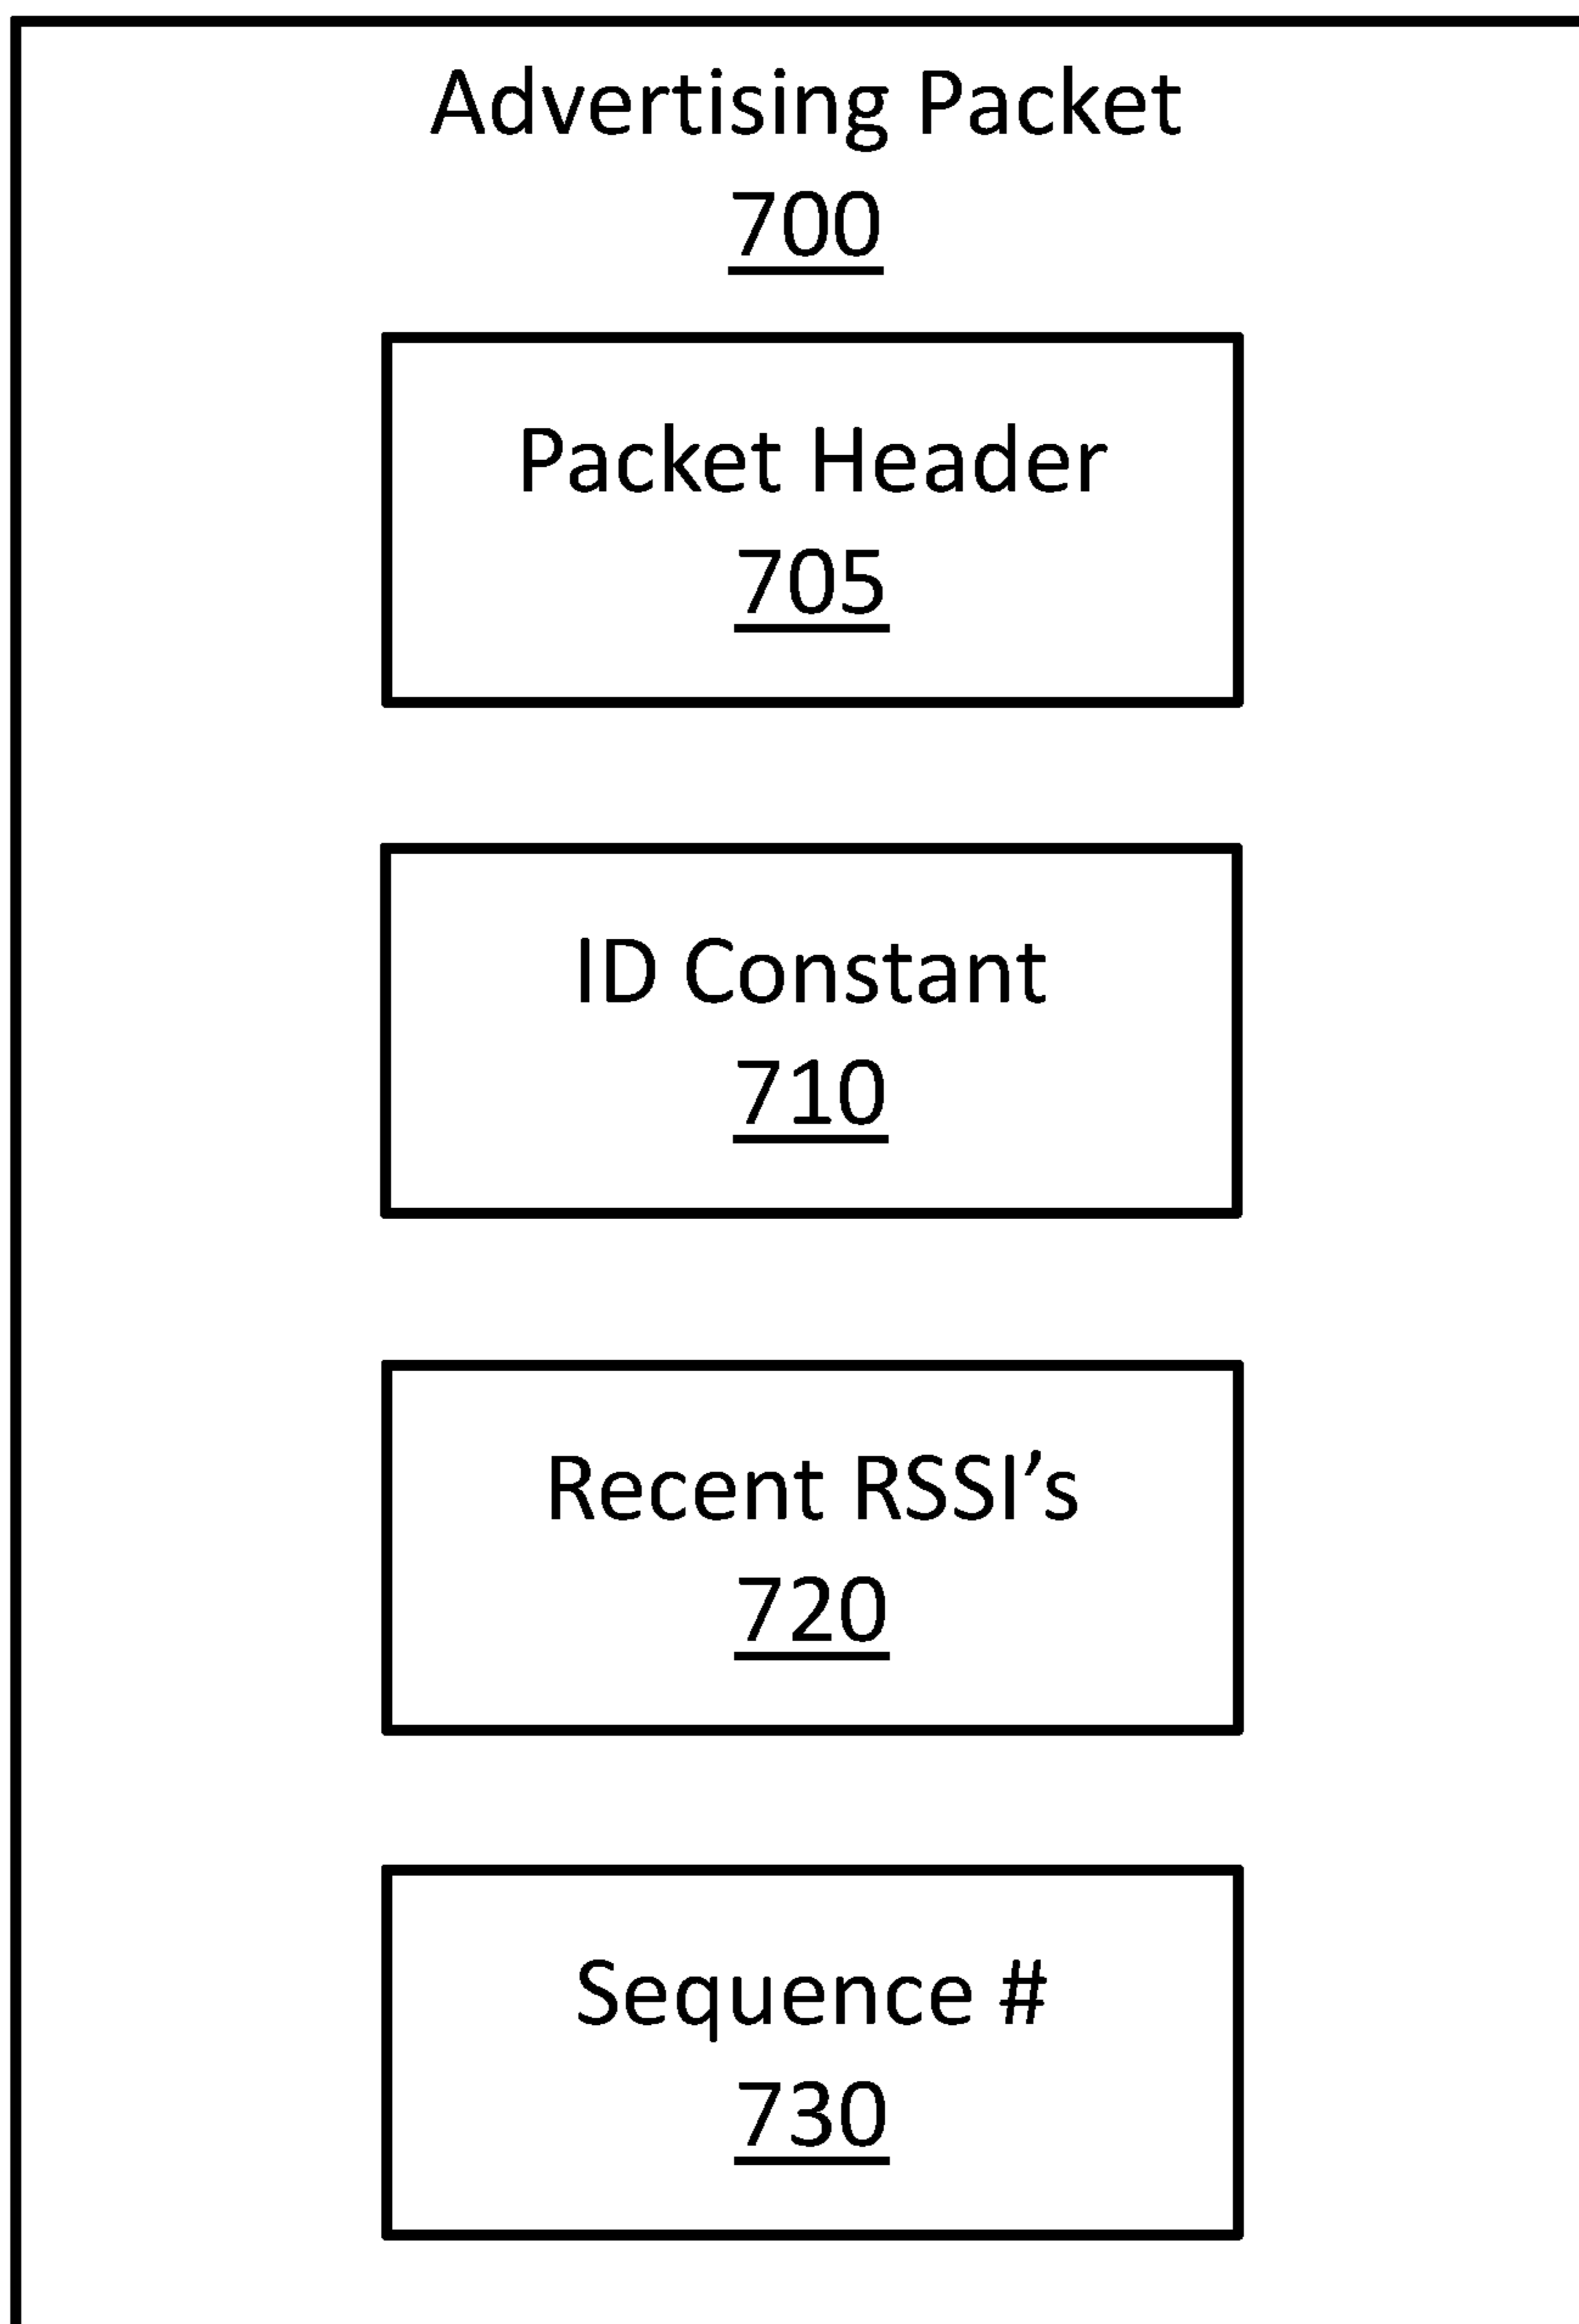 Advertising Packet
700
Packet Header
705
ID Constant
710
Recent RSSI’s
720
Sequence #
730